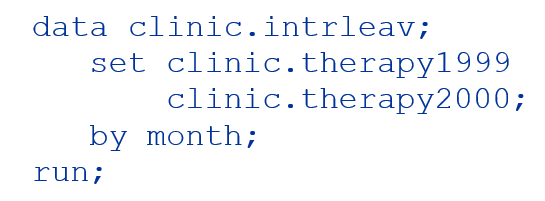 data clinic.intrleav;
set clinic.therapy1999
clinic.therapy2000;
by month;
run;